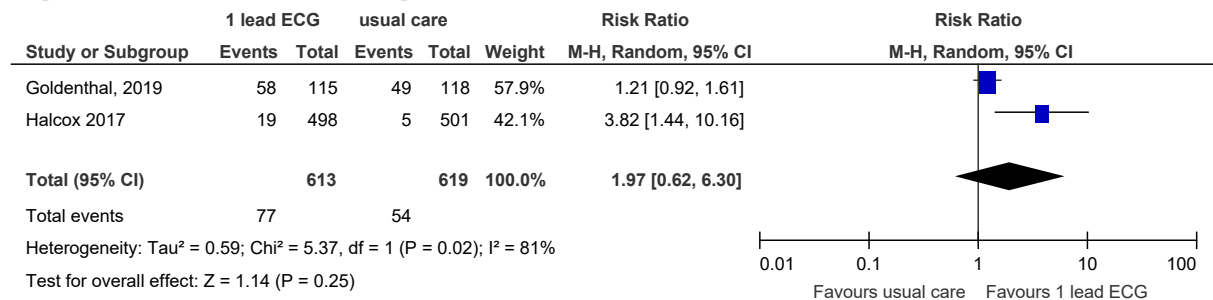 1 lead ECG usual care Risk Ratio Risk Ratio
Study or Subgroup Events Total Events Total Weight M-H, Random, 95% CI M-H, Random, 95% CI
Goldenthal, 2019 58 115 49 118 57.9% 1.21 [0.92, 1.61]
Halcox 2017 19 498 5 501 42.1% 3.82 [1.44, 10.16]
Total (95% CI) 613 619 100.0% 1.97 [0.62, 6.30]
Total events 77 54
Heterogeneity: Tau² = 0.59; Chi² = 5.37, df = 1 (P = 0.02); I² = 81%
Test for overall effect: Z = 1.14 (P = 0.25)
0.01 0.1 1 10 100
Favours usual care Favours 1 lead ECG